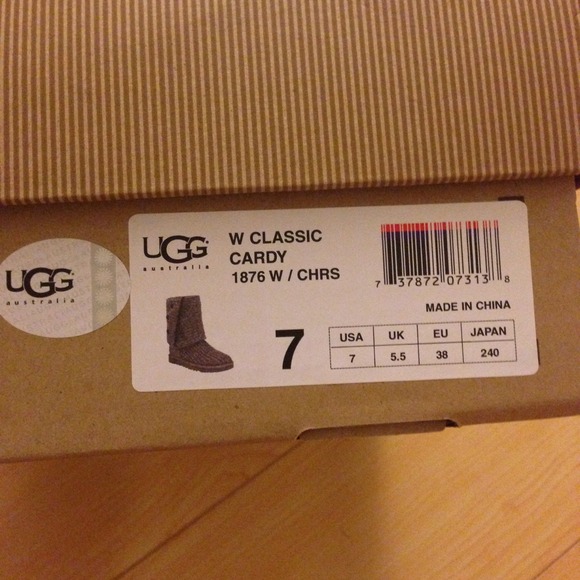 UGG
australia
UGG
australia
W CLASSIC
CARDY
1876 W / CHRS
7 37872 07313 8
MADE IN CHINA
7
USA UK EU JAPAN
7 5.5 38 240